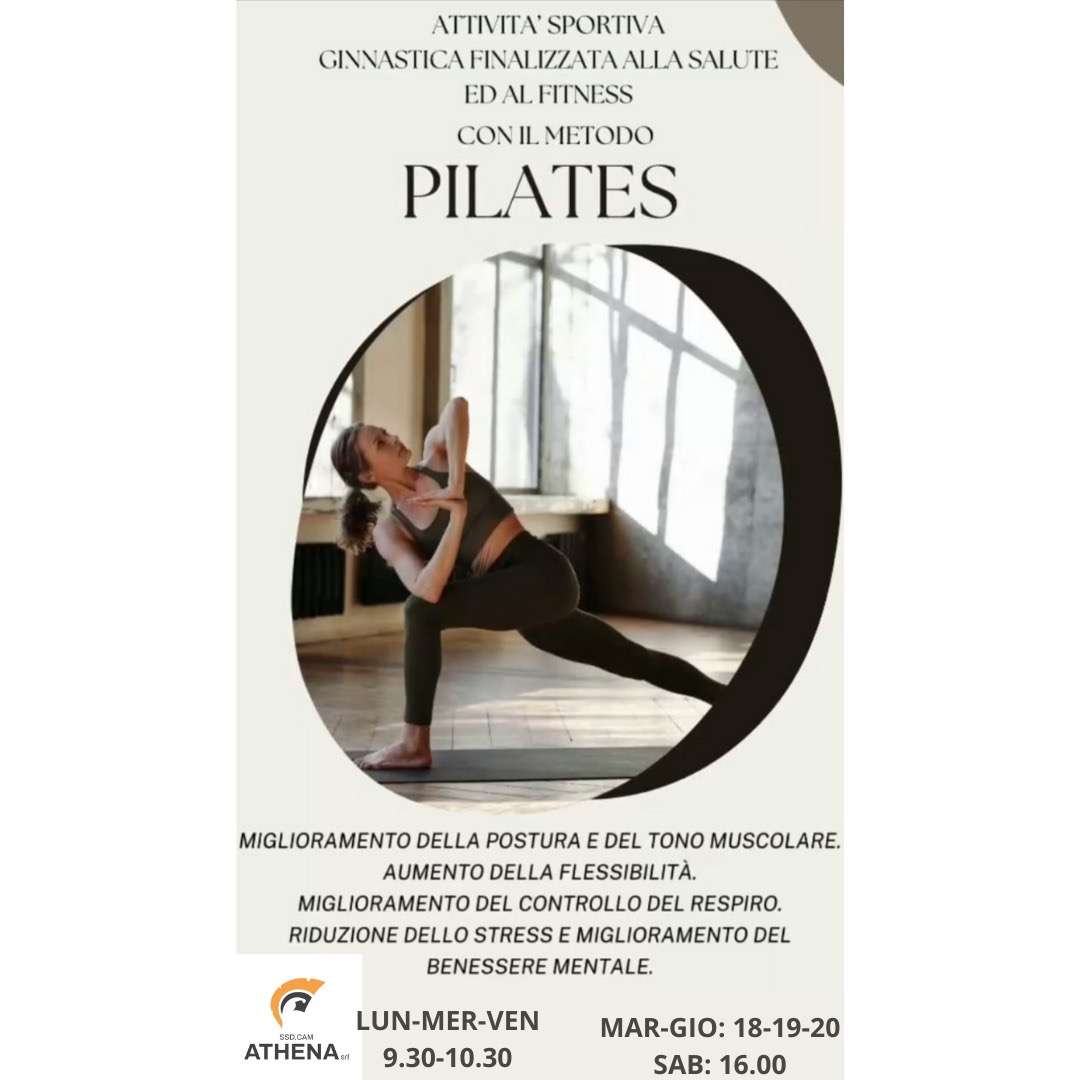 ATTIVITA' SPORTIVA
GINNASTICA FINALIZZATA ALLA SALUTE
ED AL FITNESS
CON IL METODO
PILATES
MIGLIORAMENTO DELLA POSTURA E DEL TONO MUSCOLARE.
AUMENTO DELLA FLESSIBILITÀ.
MIGLIORAMENTO DEL CONTROLLO DEL RESPIRO.
RIDUZIONE DELLO STRESS E MIGLIORAMENTO DEL
BENESSERE MENTALE.
SSD.CAM
ATHENA srl
LUN-MER-VEN
9.30-10.30
MAR-GIO: 18-19-20
SAB: 16.00